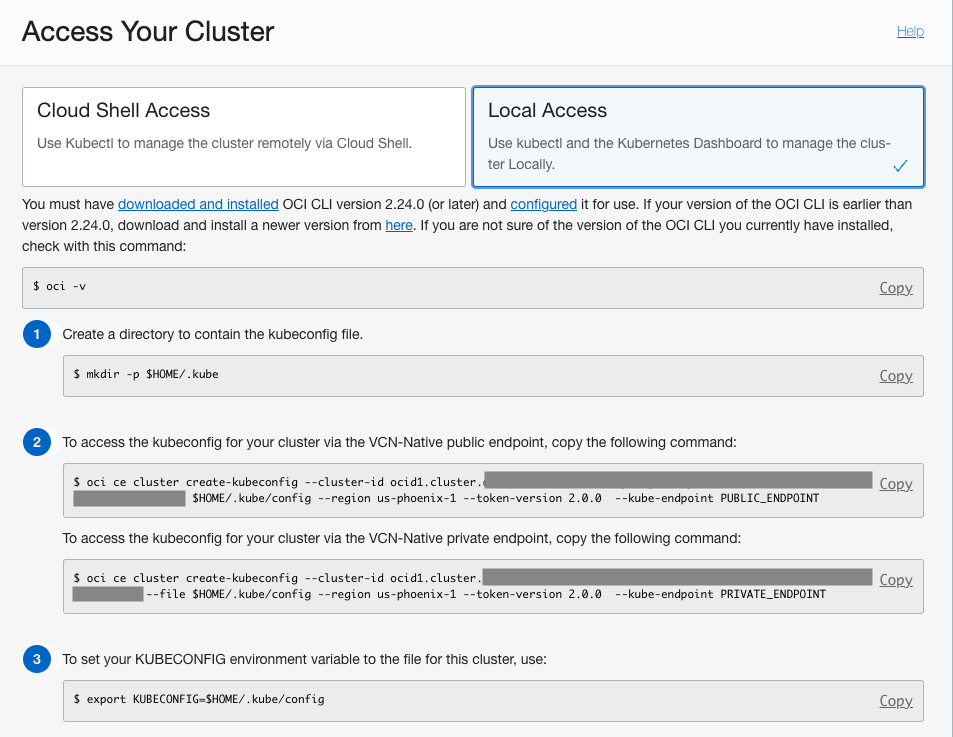 Access Your Cluster
Help
Cloud Shell Access
Use Kubectl to manage the cluster remotely via Cloud Shell.
Local Access
Use kubectl and the Kubernetes Dashboard to manage the clus-
ter Locally.
You must have downloaded and installed OCI CLI version 2.24.0 (or later) and configured it for use. If your version of the OCI CLI is earlier than
version 2.24.0, download and install a newer version from here. If you are not sure of the version of the OCI CLI you currently have installed,
check with this command:
$ oci -v
Copy
1 Create a directory to contain the kubeconfig file.
$ mkdir -p $HOME/.kube
Copy
2 To access the kubeconfig for your cluster via the VCN-Native public endpoint, copy the following command:
$ oci ce cluster create-kubeconfig --cluster-id ocid1.cluster.
Copy
$HOME/.kube/config --region us-phoenix-1 --token-version 2.0.0  --kube-endpoint PUBLIC_ENDPOINT
To access the kubeconfig for your cluster via the VCN-Native private endpoint, copy the following command:
$ oci ce cluster create-kubeconfig --cluster-id ocid1.cluster.
Copy
--file $HOME/.kube/config --region us-phoenix-1 --token-version 2.0.0  --kube-endpoint PRIVATE_ENDPOINT
3 To set your KUBECONFIG environment variable to the file for this cluster, use:
$ export KUBECONFIG=$HOME/.kube/config
Copy